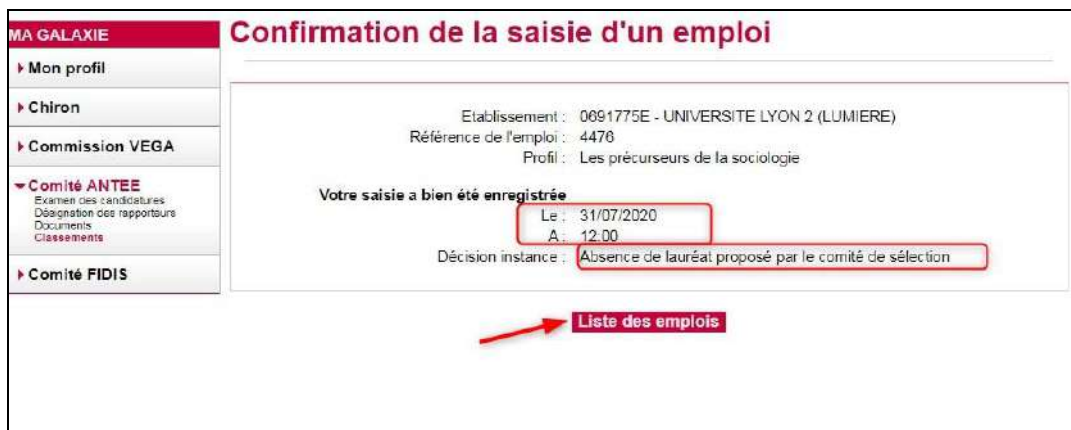 MA GALAXIE
Mon profil
Chiron
Commission VEGA
Comité ANTEE
Examen des candidatures
Désignation des rapporteurs
Documents
Classements
Comité FIDIS
Confirmation de la saisie d'un emploi
Etablissement : 0691775E - UNIVERSITE LYON 2 (LUMIERE)
Référence de l'emploi : 4476
Profil : Les précurseurs de la sociologie
Votre saisie a bien été enregistrée
Le : 31/07/2020
A : 12:00
Décision instance : Absence de lauréat proposé par le comité de sélection
Liste des emplois